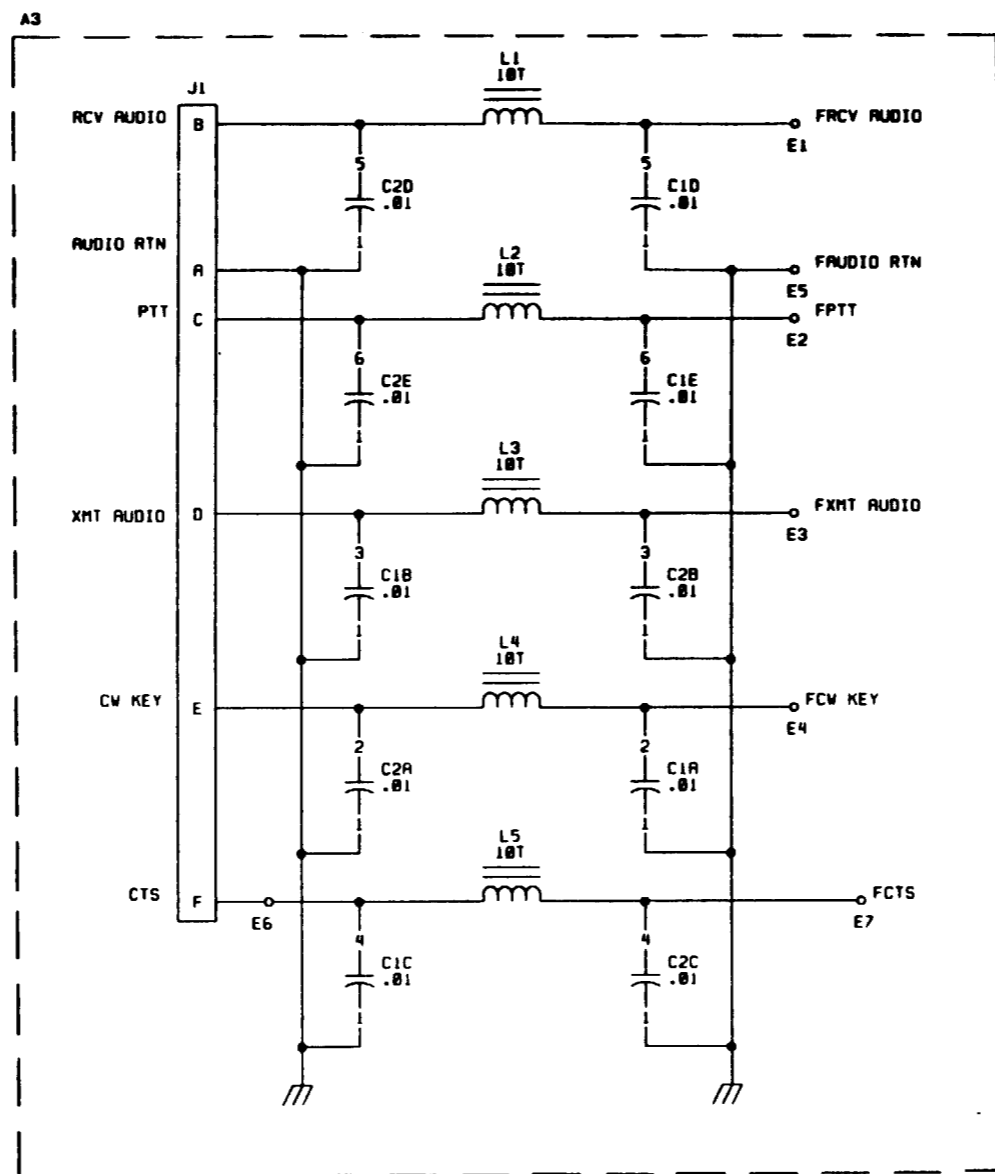 A3
J1
L1
10T
RCV AUDIO
B
FRCV AUDIO
E1
5
C2D
.01
1
5
C1D
.01
1
AUDIO RTN
A
L2
10T
FAUDIO RTN
E5
PTT
C
FPTT
E2
6
C2E
.01
1
6
C1E
.01
1
L3
10T
XMT AUDIO
D
FXMT AUDIO
E3
3
C1B
.01
1
3
C2B
.01
1
L4
10T
CW KEY
E
FCW KEY
E4
2
C2A
.01
1
2
C1A
.01
1
L5
10T
CTS
F
E6
FCTS
E7
4
C1C
.01
1
4
C2C
.01
1